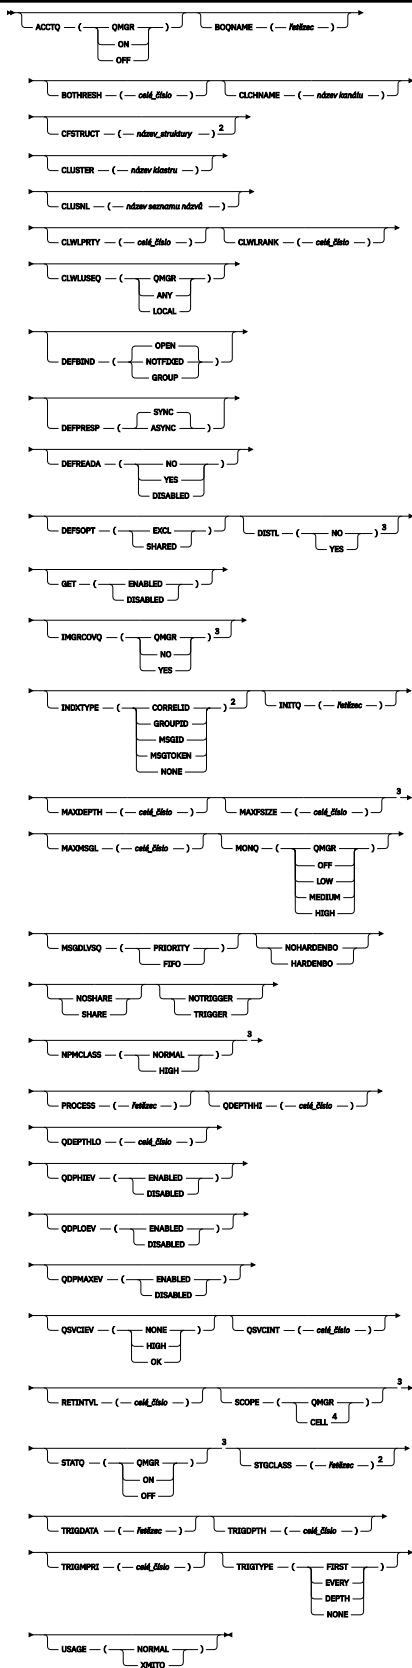 ACCTQ ( QMGR ) BOQNAME ( řetězec )
ON
OFF
BOTHRESH ( celé_číslo ) CLCHNAME ( název kanálu )
CFSTRUCT ( název_struktury ) 2
CLUSTER ( název klastru )
CLUSNL ( název seznamu názvů )
CLWLPRTY ( celé_číslo ) CLWLRANK ( celé_číslo )
CLWLUSEQ ( QMGR )
ANY
LOCAL
OPEN
DEFBIND ( NOTFIXED )
GROUP
SYNC
DEFPRESP ( ASYNC )
DEFREADA ( NO )
YES
DISABLED
DEFSOPT ( EXCL ) DISTL ( NO ) 3
SHARED YES
GET ( ENABLED )
DISABLED
IMGRCOVQ ( QMGR ) 3
NO
YES
INDXTYPE ( CORRELID ) 2 INITQ ( řetězec )
GROUPID
MSGID
MSGTOKEN
NONE
MAXDEPTH ( celé_číslo ) MAXFSIZE ( celé_číslo ) 3
MAXMSGL ( celé_číslo ) MONQ ( QMGR )
OFF
LOW
MEDIUM
HIGH
MSGDLVSQ ( PRIORITY ) NOHARDENBO
FIFO HARDENBO
NOSHARE NOTRIGGER
SHARE TRIGGER
NPMCLASS ( NORMAL ) 3
HIGH
PROCESS ( řetězec ) QDEPTHHI ( celé_číslo )
QDEPTHLO ( celé_číslo )
QDPHIEV ( ENABLED )
DISABLED
QDPLOEV ( ENABLED )
DISABLED
QDPMAXEV ( ENABLED )
DISABLED
QSVCIEV ( NONE ) QSVCINT ( celé_číslo )
HIGH
OK
RETINTVL ( celé_číslo ) SCOPE ( QMGR ) 3
CELL 4
STATQ ( QMGR ) 3 STGCLASS ( řetězec ) 2
ON
OFF
TRIGDATA ( řetězec ) TRIGDPTH ( celé_číslo )
TRIGMPRI ( celé_číslo ) TRIGTYPE ( FIRST )
EVERY
DEPTH
NONE
USAGE ( NORMAL )
XMITQ